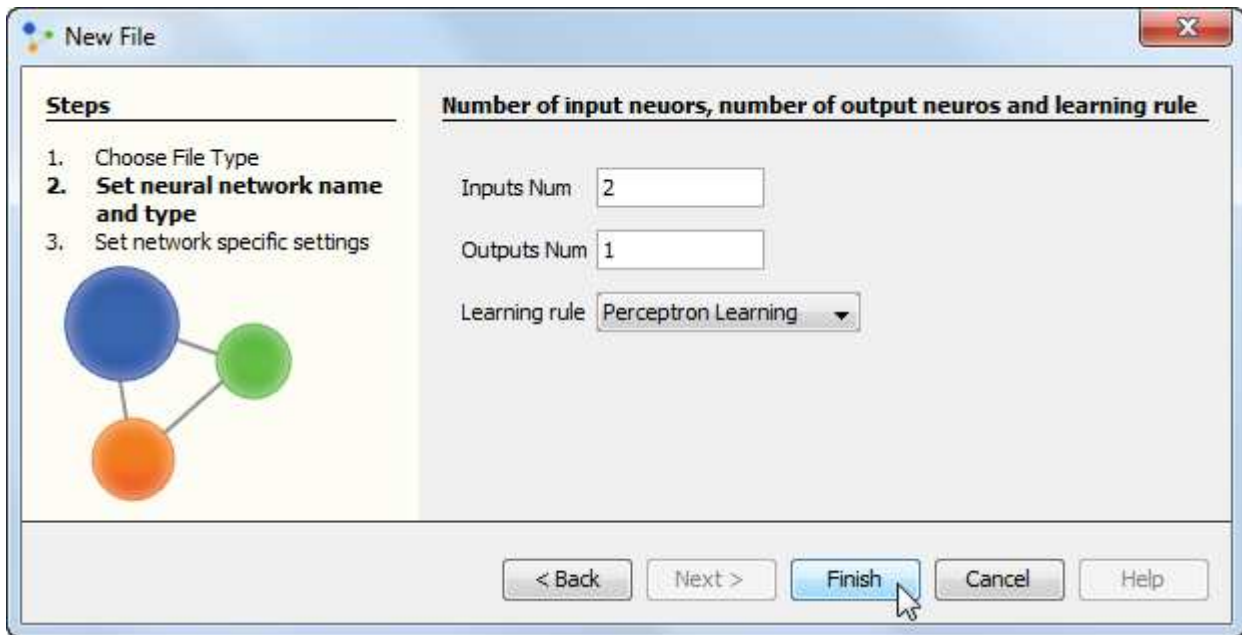 New File
Steps
Number of input neuors, number of output neuros and learning rule
1. Choose File Type
2. Set neural network name
and type
3. Set network specific settings
Inputs Num 2
Outputs Num 1
Learning rule Perceptron Learning
< Back Next > Finish Cancel Help